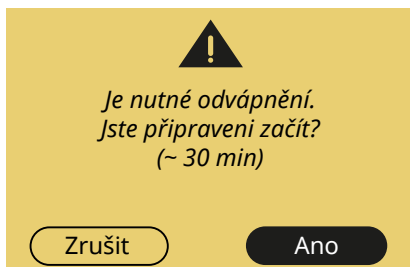 Je nutné odvápnění.
Jste připraveni začít?
(~ 30 min)
Zrušit
Ano